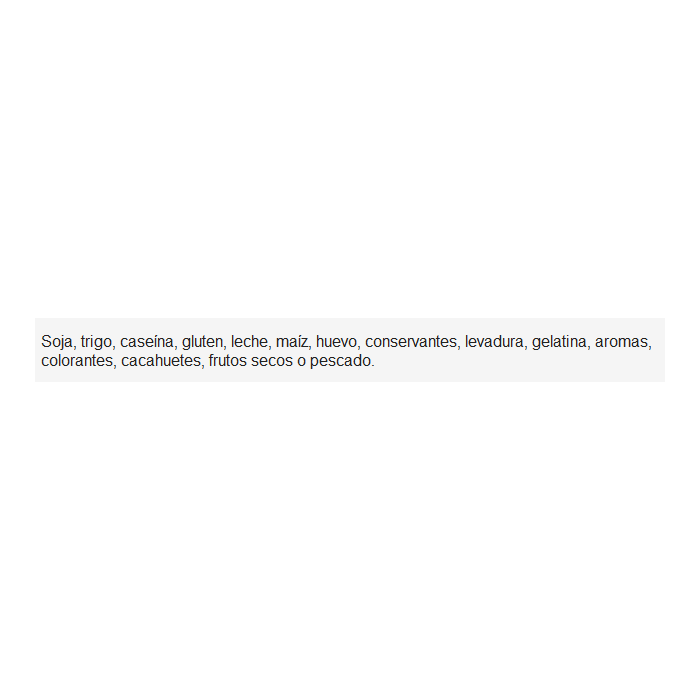 Soja, trigo, caseína, gluten, leche, maíz, huevo, conservantes, levadura, gelatina, aromas,
colorantes, cacahuetes, frutos secos o pescado.